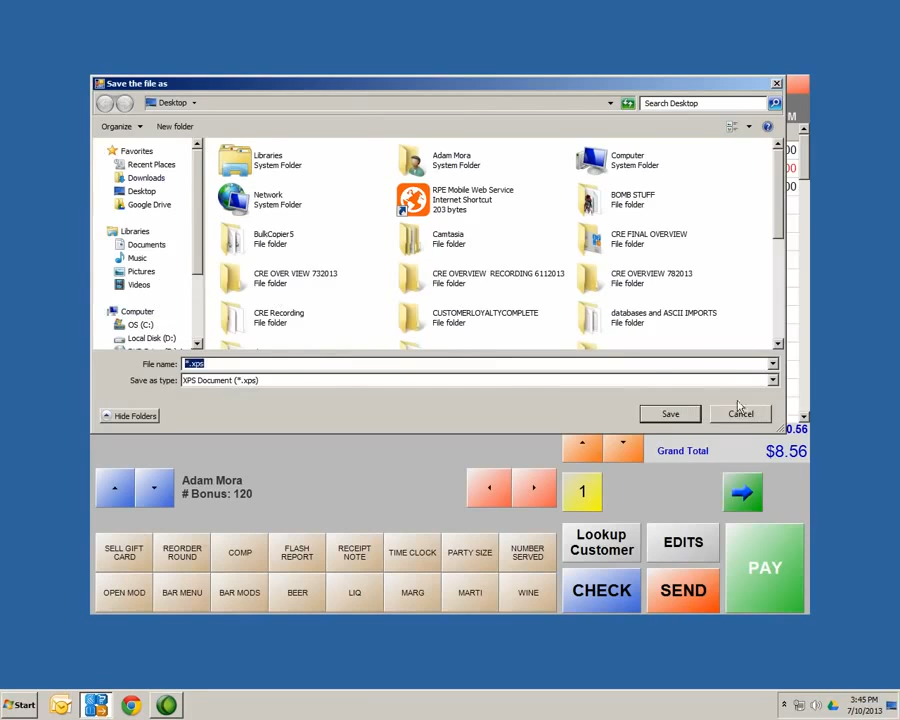 Save the file as
Desktop
Search Desktop
Organize
New folder
Favorites
Recent Places
Downloads
Desktop
Google Drive
Libraries
Documents
Music
Pictures
Videos
Computer
OS (C:)
Local Disk (D:)
Libraries
System Folder
Adam Mora
System Folder
Computer
System Folder
Network
System Folder
RPE Mobile Web Service
Internet Shortcut
203 bytes
BOMB STUFF
File folder
BulkCopier5
File folder
Camtasia
File folder
CRE FINAL OVERVIEW
File folder
CRE OVER VIEW 732013
File folder
CRE OVERVIEW RECORDING 6112013
File folder
CRE OVERVIEW 782013
File folder
CRE Recording
File folder
CUSTOMERLOYALTYCOMPLETE
File folder
databases and ASCII IMPORTS
File folder
File name: *.xps
Save as type: XPS Document (*.xps)
Hide Folders
Save
Cancel
M
00
00
00
0.56
Grand Total $8.56
Adam Mora
# Bonus: 120
1
SELL GIFT
CARD
REORDER
ROUND
COMP
FLASH
REPORT
RECEIPT
NOTE
TIME CLOCK
PARTY SIZE
NUMBER
SERVED
Lookup
Customer
EDITS
PAY
OPEN MOD
BAR MENU
BAR MODS
BEER
LIQ
MARG
MARTI
WINE
CHECK
SEND
Start
3:45 PM
7/10/2013